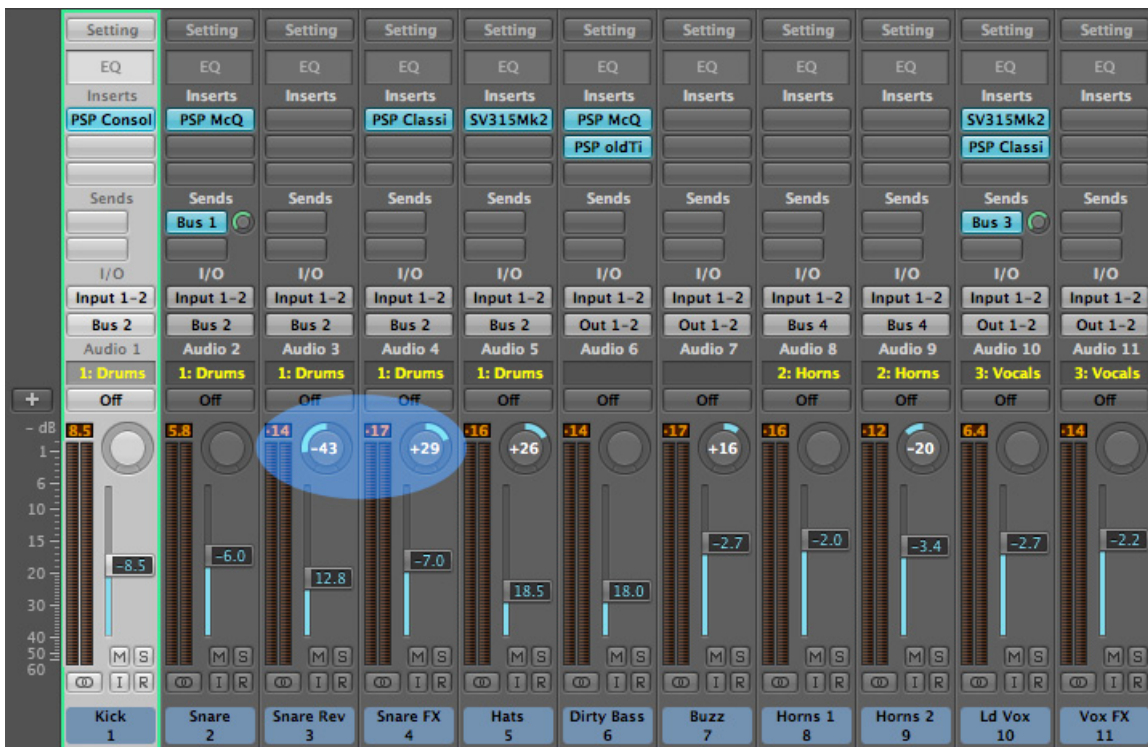 Setting Setting Setting Setting Setting Setting Setting Setting Setting Setting Setting
EQ EQ EQ EQ EQ EQ EQ EQ EQ EQ EQ
Inserts Inserts Inserts Inserts Inserts Inserts Inserts Inserts Inserts Inserts Inserts
PSP Consol PSP McQ PSP Classi SV315Mk2 PSP McQ SV315Mk2
PSP oldTi PSP Classi
Sends Sends Sends Sends Sends Sends Sends Sends Sends Sends Sends
Bus 1 Bus 3
I/O I/O I/O I/O I/O I/O I/O I/O I/O I/O I/O
Input 1-2 Input 1-2 Input 1-2 Input 1-2 Input 1-2 Input 1-2 Input 1-2 Input 1-2 Input 1-2 Input 1-2 Input 1-2
Bus 2 Bus 2 Bus 2 Bus 2 Bus 2 Out 1-2 Out 1-2 Bus 4 Bus 4 Out 1-2 Out 1-2
Audio 1 Audio 2 Audio 3 Audio 4 Audio 5 Audio 6 Audio 7 Audio 8 Audio 9 Audio 10 Audio 11
1: Drums 1: Drums 1: Drums 1: Drums 1: Drums 2: Horns 2: Horns 3: Vocals 3: Vocals
+ Off Off Off Off Off Off Off Off Off Off Off
- dB 8.5 5.8 -14 -17 -16 -14 -17 -16 -12 6.4 -14
1 -43 +29 +26 +16 -20
6
10
15 -2.7 -2.0 -3.4 -2.7 -2.2
-8.5 -6.0 -7.0
20 12.8
18.5 18.0
30
40
50 M S M S M S M S M S M S M S M S M S M S M S
60
I R I R I R I R I R I R I R I R I R I R I R
Kick Snare Snare Rev Snare FX Hats Dirty Bass Buzz Horns 1 Horns 2 Ld Vox Vox FX
1 2 3 4 5 6 7 8 9 10 11